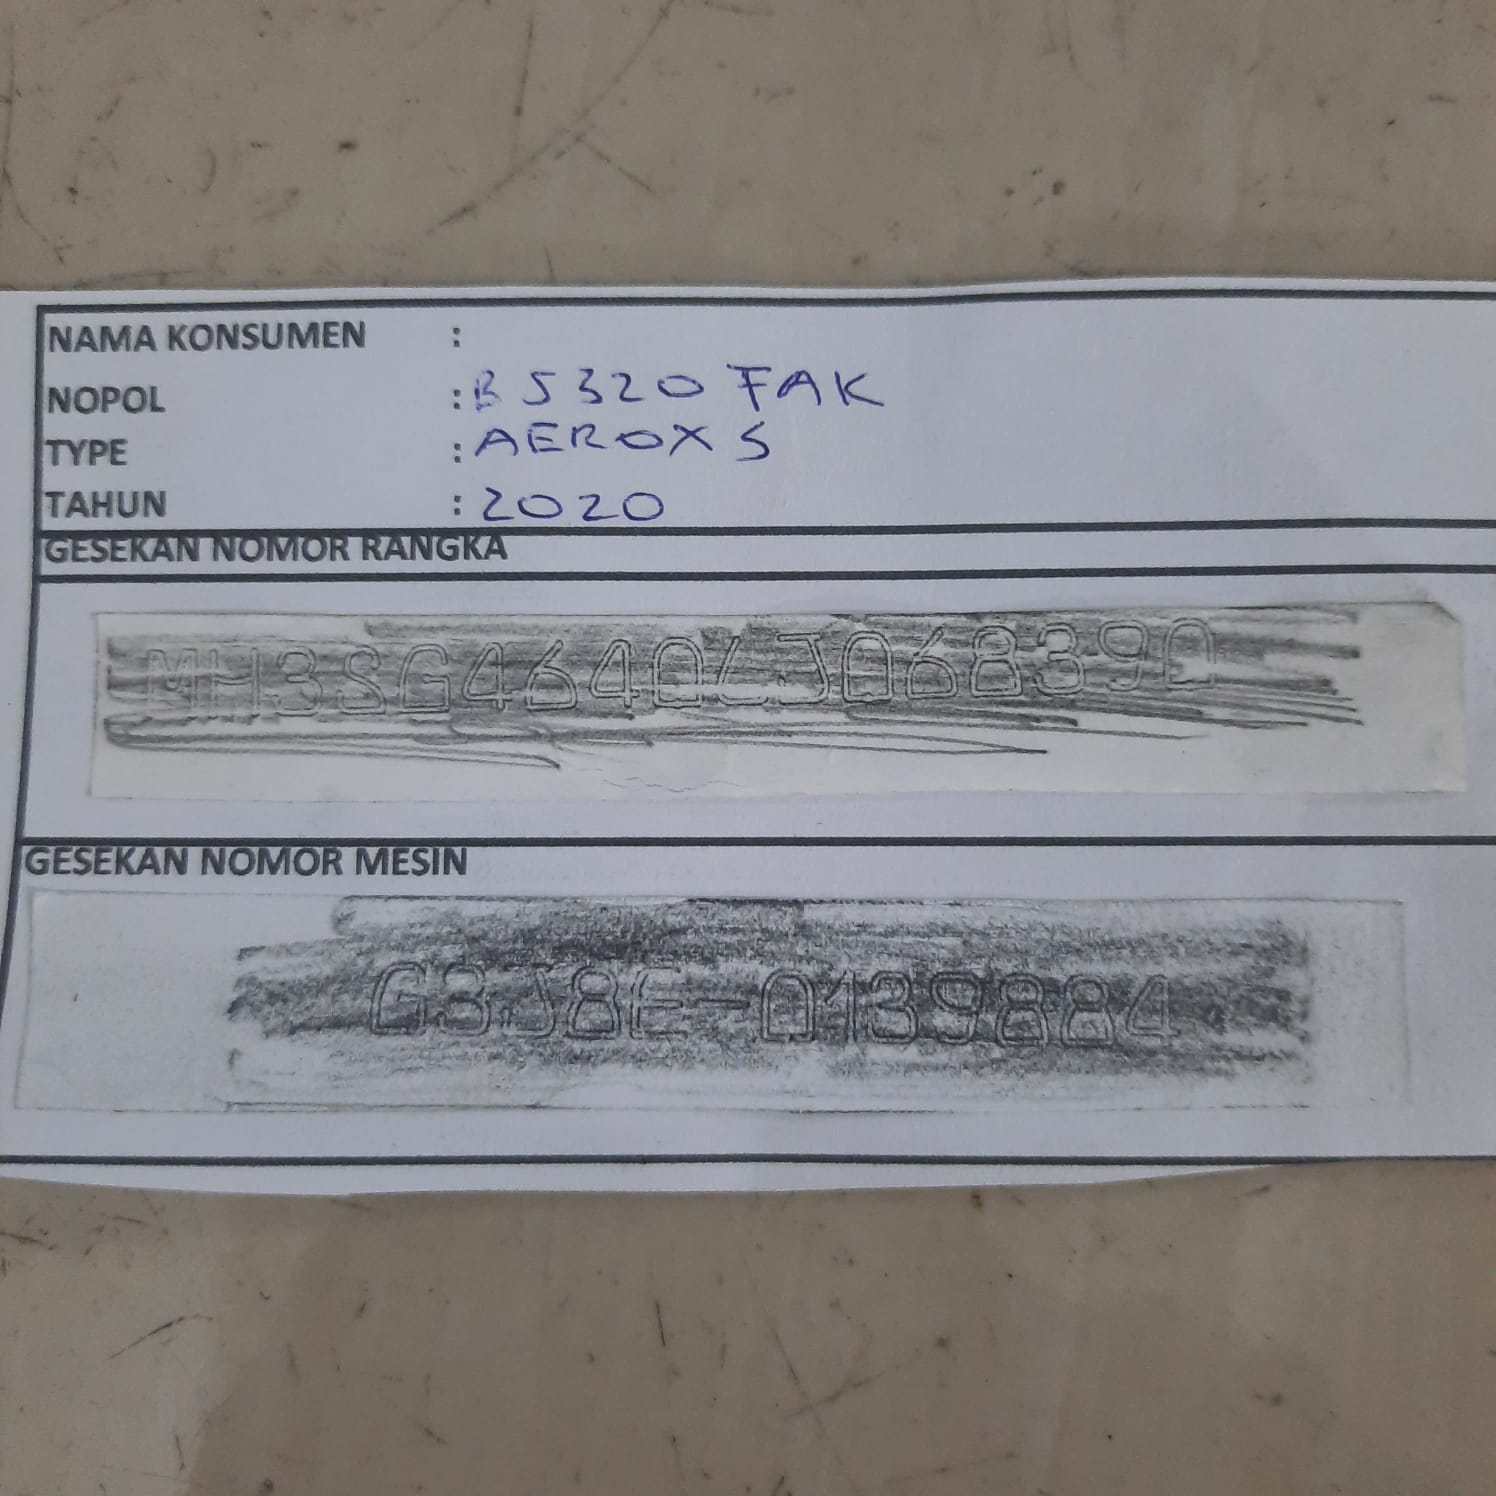 NAMA KONSUMEN :
NOPOL : B 5320 FAK
TYPE : AEROX S
TAHUN : 2020
GESEKAN NOMOR RANGKA
MH3SG4640LJ068390
GESEKAN NOMOR MESIN
G3J8E-0139884